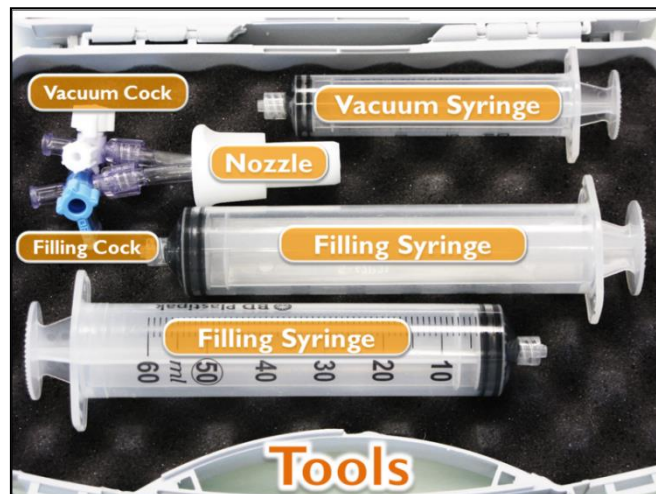 Vacuum Cock
Vacuum Syringe
Nozzle
Filling Cock
Filling Syringe
BD Plastipak
Filling Syringe
60 ml 50 40 30 20 10
Tools